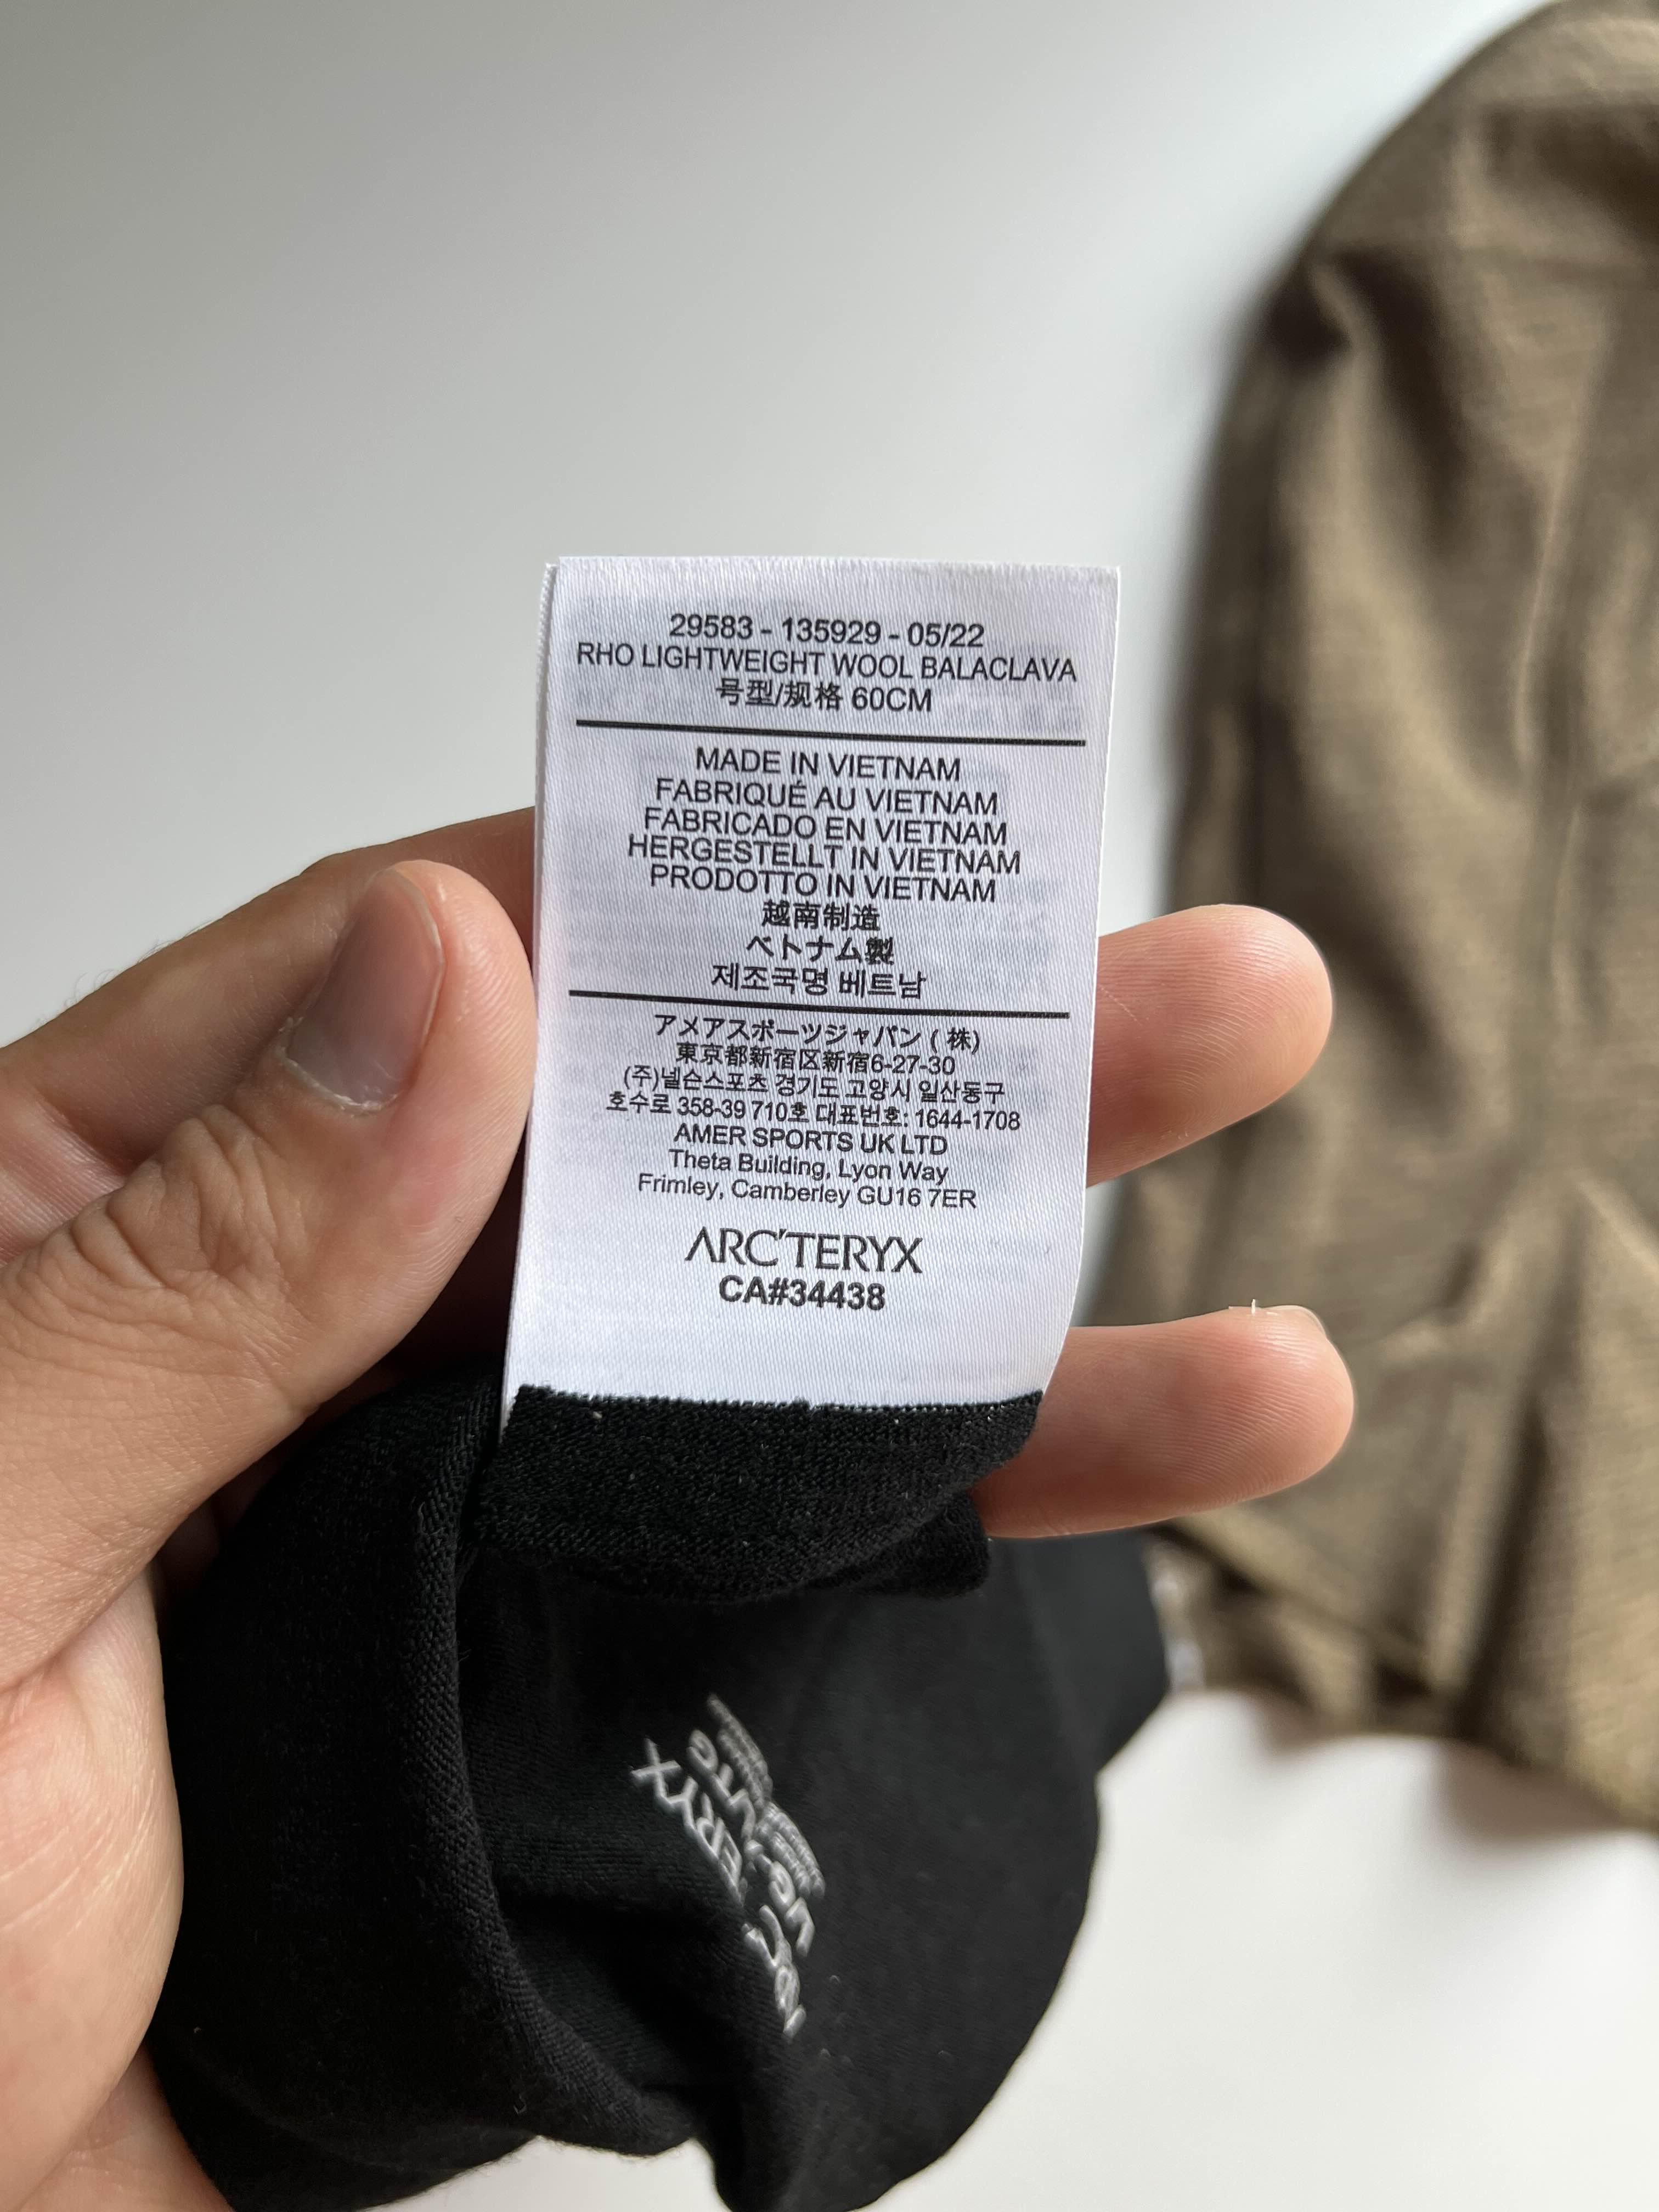 29583 - 135929 - 05/22
RHO LIGHTWEIGHT WOOL BALACLAVA
号型/规格 60CM
MADE IN VIETNAM
FABRIQUÉ AU VIETNAM
FABRICADO EN VIETNAM
HERGESTELLT IN VIETNAM
PRODOTTO IN VIETNAM
越南制造
ベトナム製
제조국명 베트남
アメアスポーツジャパン ( 株)
東京都新宿区新宿6-27-30
(주)넬슨스포츠 경기도 고양시 일산동구
호수로 358-39 710호 대표번호: 1644-1708
AMER SPORTS UK LTD
Theta Building, Lyon Way
Frimley, Camberley GU16 7ER
ARC'TERYX
CA#34438